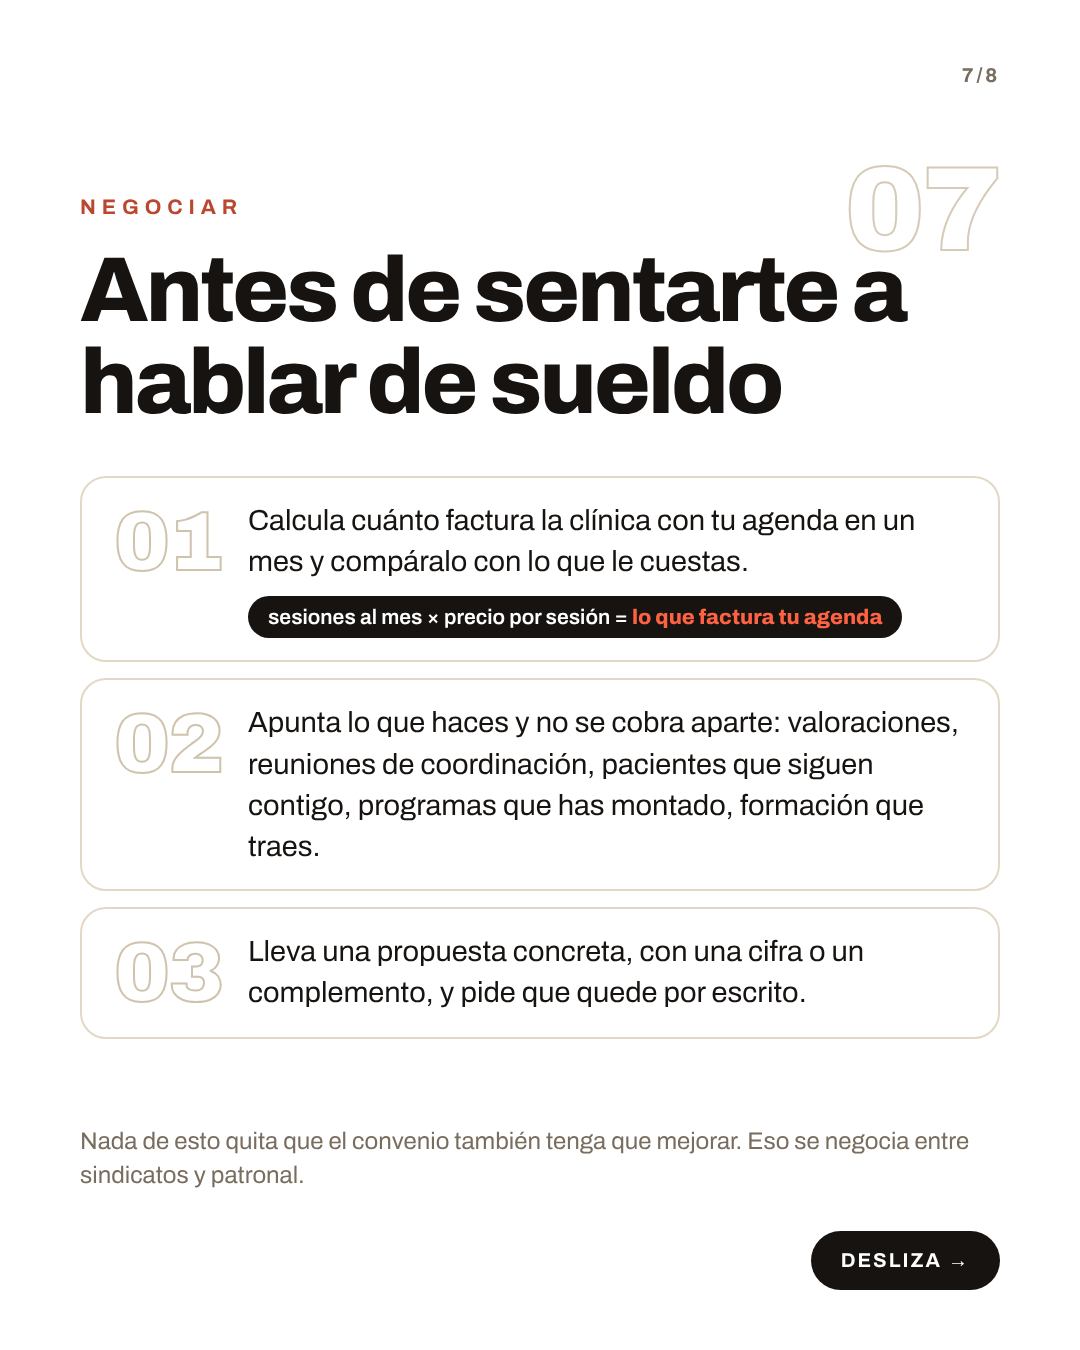 7/8
07
NEGOCIAR
Antes de sentarte a
hablar de sueldo
01
Calcula cuánto factura la clínica con tu agenda en un
mes y compáralo con lo que le cuestas.
sesiones al mes × precio por sesión = lo que factura tu agenda
02
Apunta lo que haces y no se cobra aparte: valoraciones,
reuniones de coordinación, pacientes que siguen
contigo, programas que has montado, formación que
traes.
03
Lleva una propuesta concreta, con una cifra o un
complemento, y pide que quede por escrito.
Nada de esto quita que el convenio también tenga que mejorar. Eso se negocia entre
sindicatos y patronal.
DESLIZA →